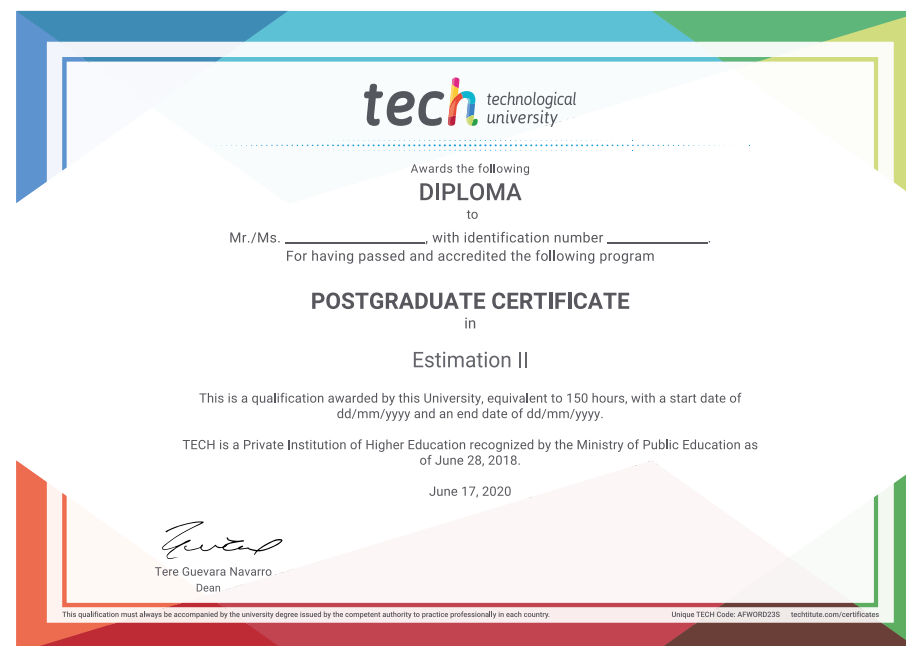 tech technological
university
Awards the following
DIPLOMA
to
Mr./Ms. ____________________, with identification number ______________.
For having passed and accredited the following program
POSTGRADUATE CERTIFICATE
in
Estimation II
This is a qualification awarded by this University, equivalent to 150 hours, with a start date of
dd/mm/yyyy and an end date of dd/mm/yyyy.
TECH is a Private Institution of Higher Education recognized by the Ministry of Public Education as
of June 28, 2018.
June 17, 2020
Tere Guevara Navarro
Dean
This qualification must always be accompanied by the university degree issued by the competent authority to practice professionally in each country. Unique TECH Code: AFWORD23S techtitute.com/certificates